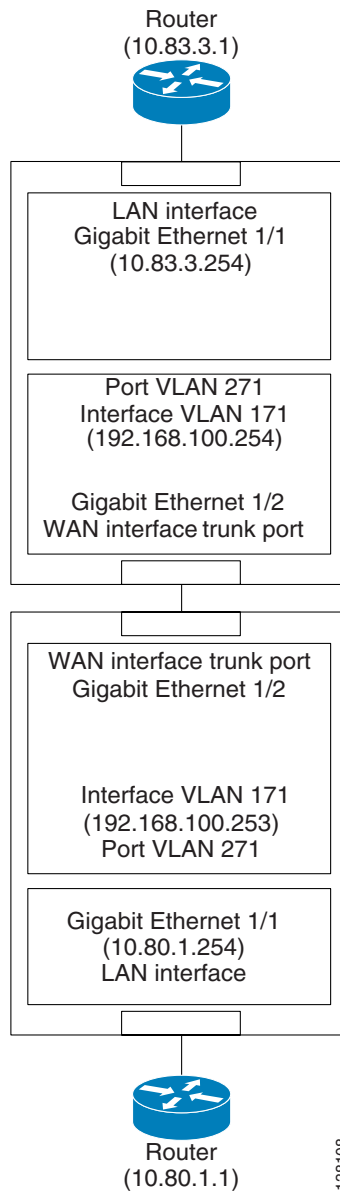 Router
(10.83.3.1)
LAN interface
Gigabit Ethernet 1/1
(10.83.3.254)
Port VLAN 271
Interface VLAN 171
(192.168.100.254)
Gigabit Ethernet 1/2
WAN interface trunk port
WAN interface trunk port
Gigabit Ethernet 1/2
Interface VLAN 171
(192.168.100.253)
Port VLAN 271
Gigabit Ethernet 1/1
(10.80.1.254)
LAN interface
Router
(10.80.1.1)